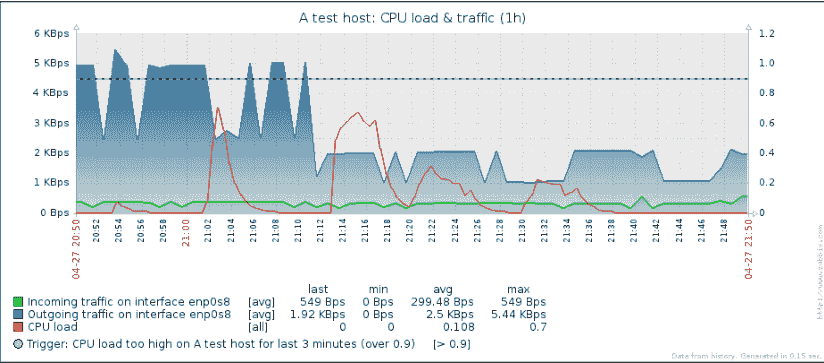 A test host: CPU load & traffic (1h)
6 KBps
5 KBps
4 KBps
3 KBps
2 KBps
1 KBps
0 Bps
1.2
1.0
0.8
0.6
0.4
0.2
0
04-27 20:50
20:52
20:54
20:56
20:58
21:00
21:02
21:04
21:06
21:08
21:10
21:12
21:14
21:16
21:18
21:20
21:22
21:24
21:26
21:28
21:30
21:32
21:34
21:36
21:38
21:40
21:42
21:44
21:46
21:48
04-27 21:50
last min avg max
Incoming traffic on interface enp0s8 [avg] 549 Bps 0 Bps 299.48 Bps 549 Bps
Outgoing traffic on interface enp0s8 [avg] 1.92 KBps 0 Bps 2.5 KBps 5.44 KBps
CPU load [all] 0 0 0.108 0.7
Trigger: CPU load too high on A test host for last 3 minutes (over 0.9) [> 0.9]
http://www.zabbix.com
Data from history. Generated in 0.15 sec.